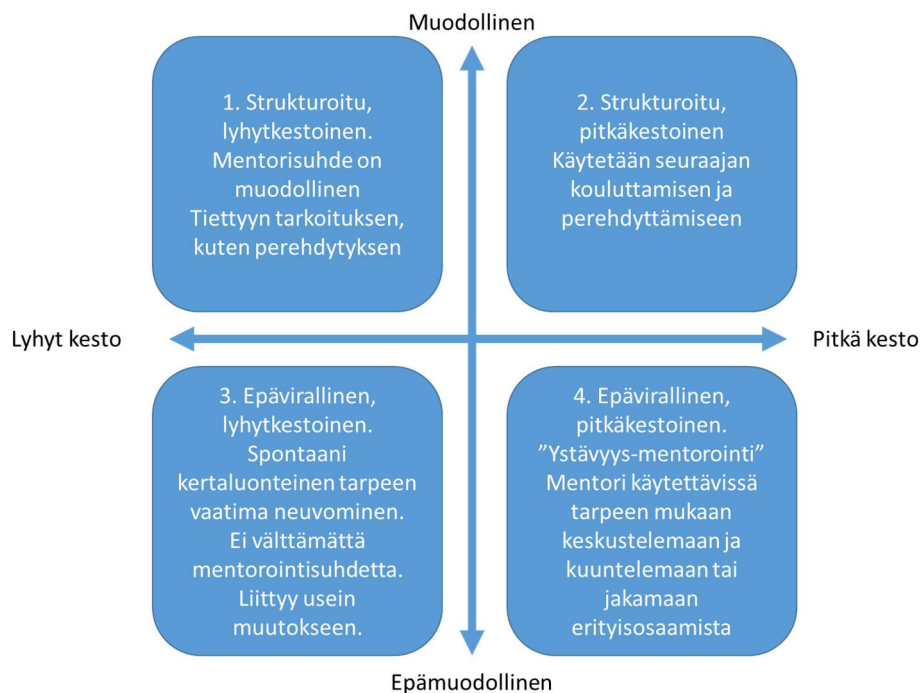 Muodollinen
1. Strukturoitu,
lyhytkestoinen.
Mentorisuhde on
muodollinen
Tiettyyn tarkoituksen,
kuten perehdytyksen
2. Strukturoitu,
pitkäkestoinen
Käytetään seuraajan
kouluttamisen ja
perehdyttämiseen
Lyhyt kesto
Pitkä kesto
3. Epävirallinen,
lyhytkestoinen.
Spontaani
kertaluonteinen tarpeen
vaatima neuvominen.
Ei välttämättä
mentorointisuhdetta.
Liittyy usein
muutokseen.
4. Epävirallinen,
pitkäkestoinen.
”Ystävyys-mentorointi”
Mentori käytettävissä
tarpeen mukaan
keskustelemaan ja
kuuntelemaan tai
jakamaan
erityisosaamista
Epämuodollinen